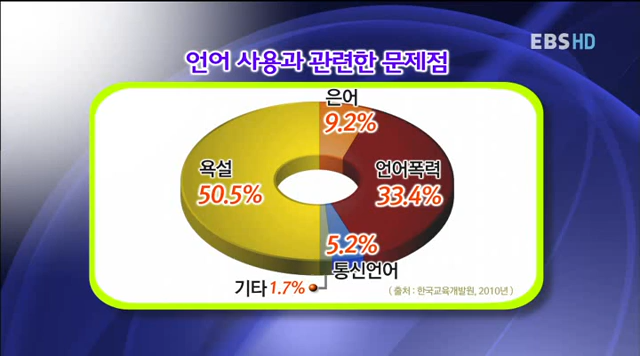 EBS HD
언어 사용과 관련한 문제점
은어
9.2%
욕설
50.5%
언어폭력
33.4%
5.2%
통신언어
기타 1.7%
( 출처 : 한국교육개발원, 2010년 )